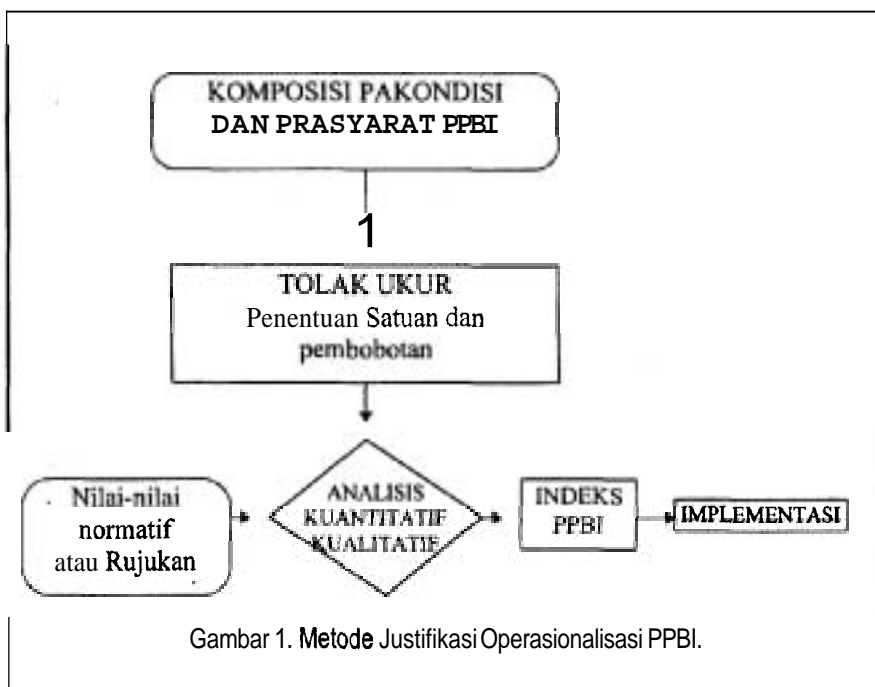 KOMPOSISI PAKONDISI
DAN PRASYARAT PPBI
1
TOLAK UKUR
Penentuan Satuan dan
pembobotan
Nilai-nilai
normatif
atau Rujukan
ANALISIS
KUANTITATIF
KUALITATIF
INDEKS
PPBI
IMPLEMENTASI
Gambar 1. Metode Justifikasi Operasionalisasi PPBI.